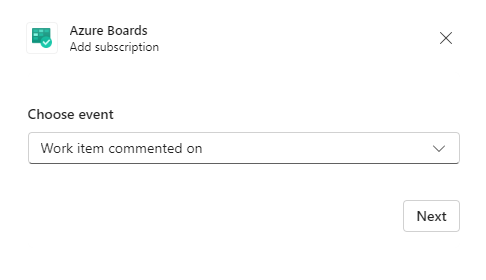 Azure Boards
Add subscription
Choose event
Work item commented on
Next